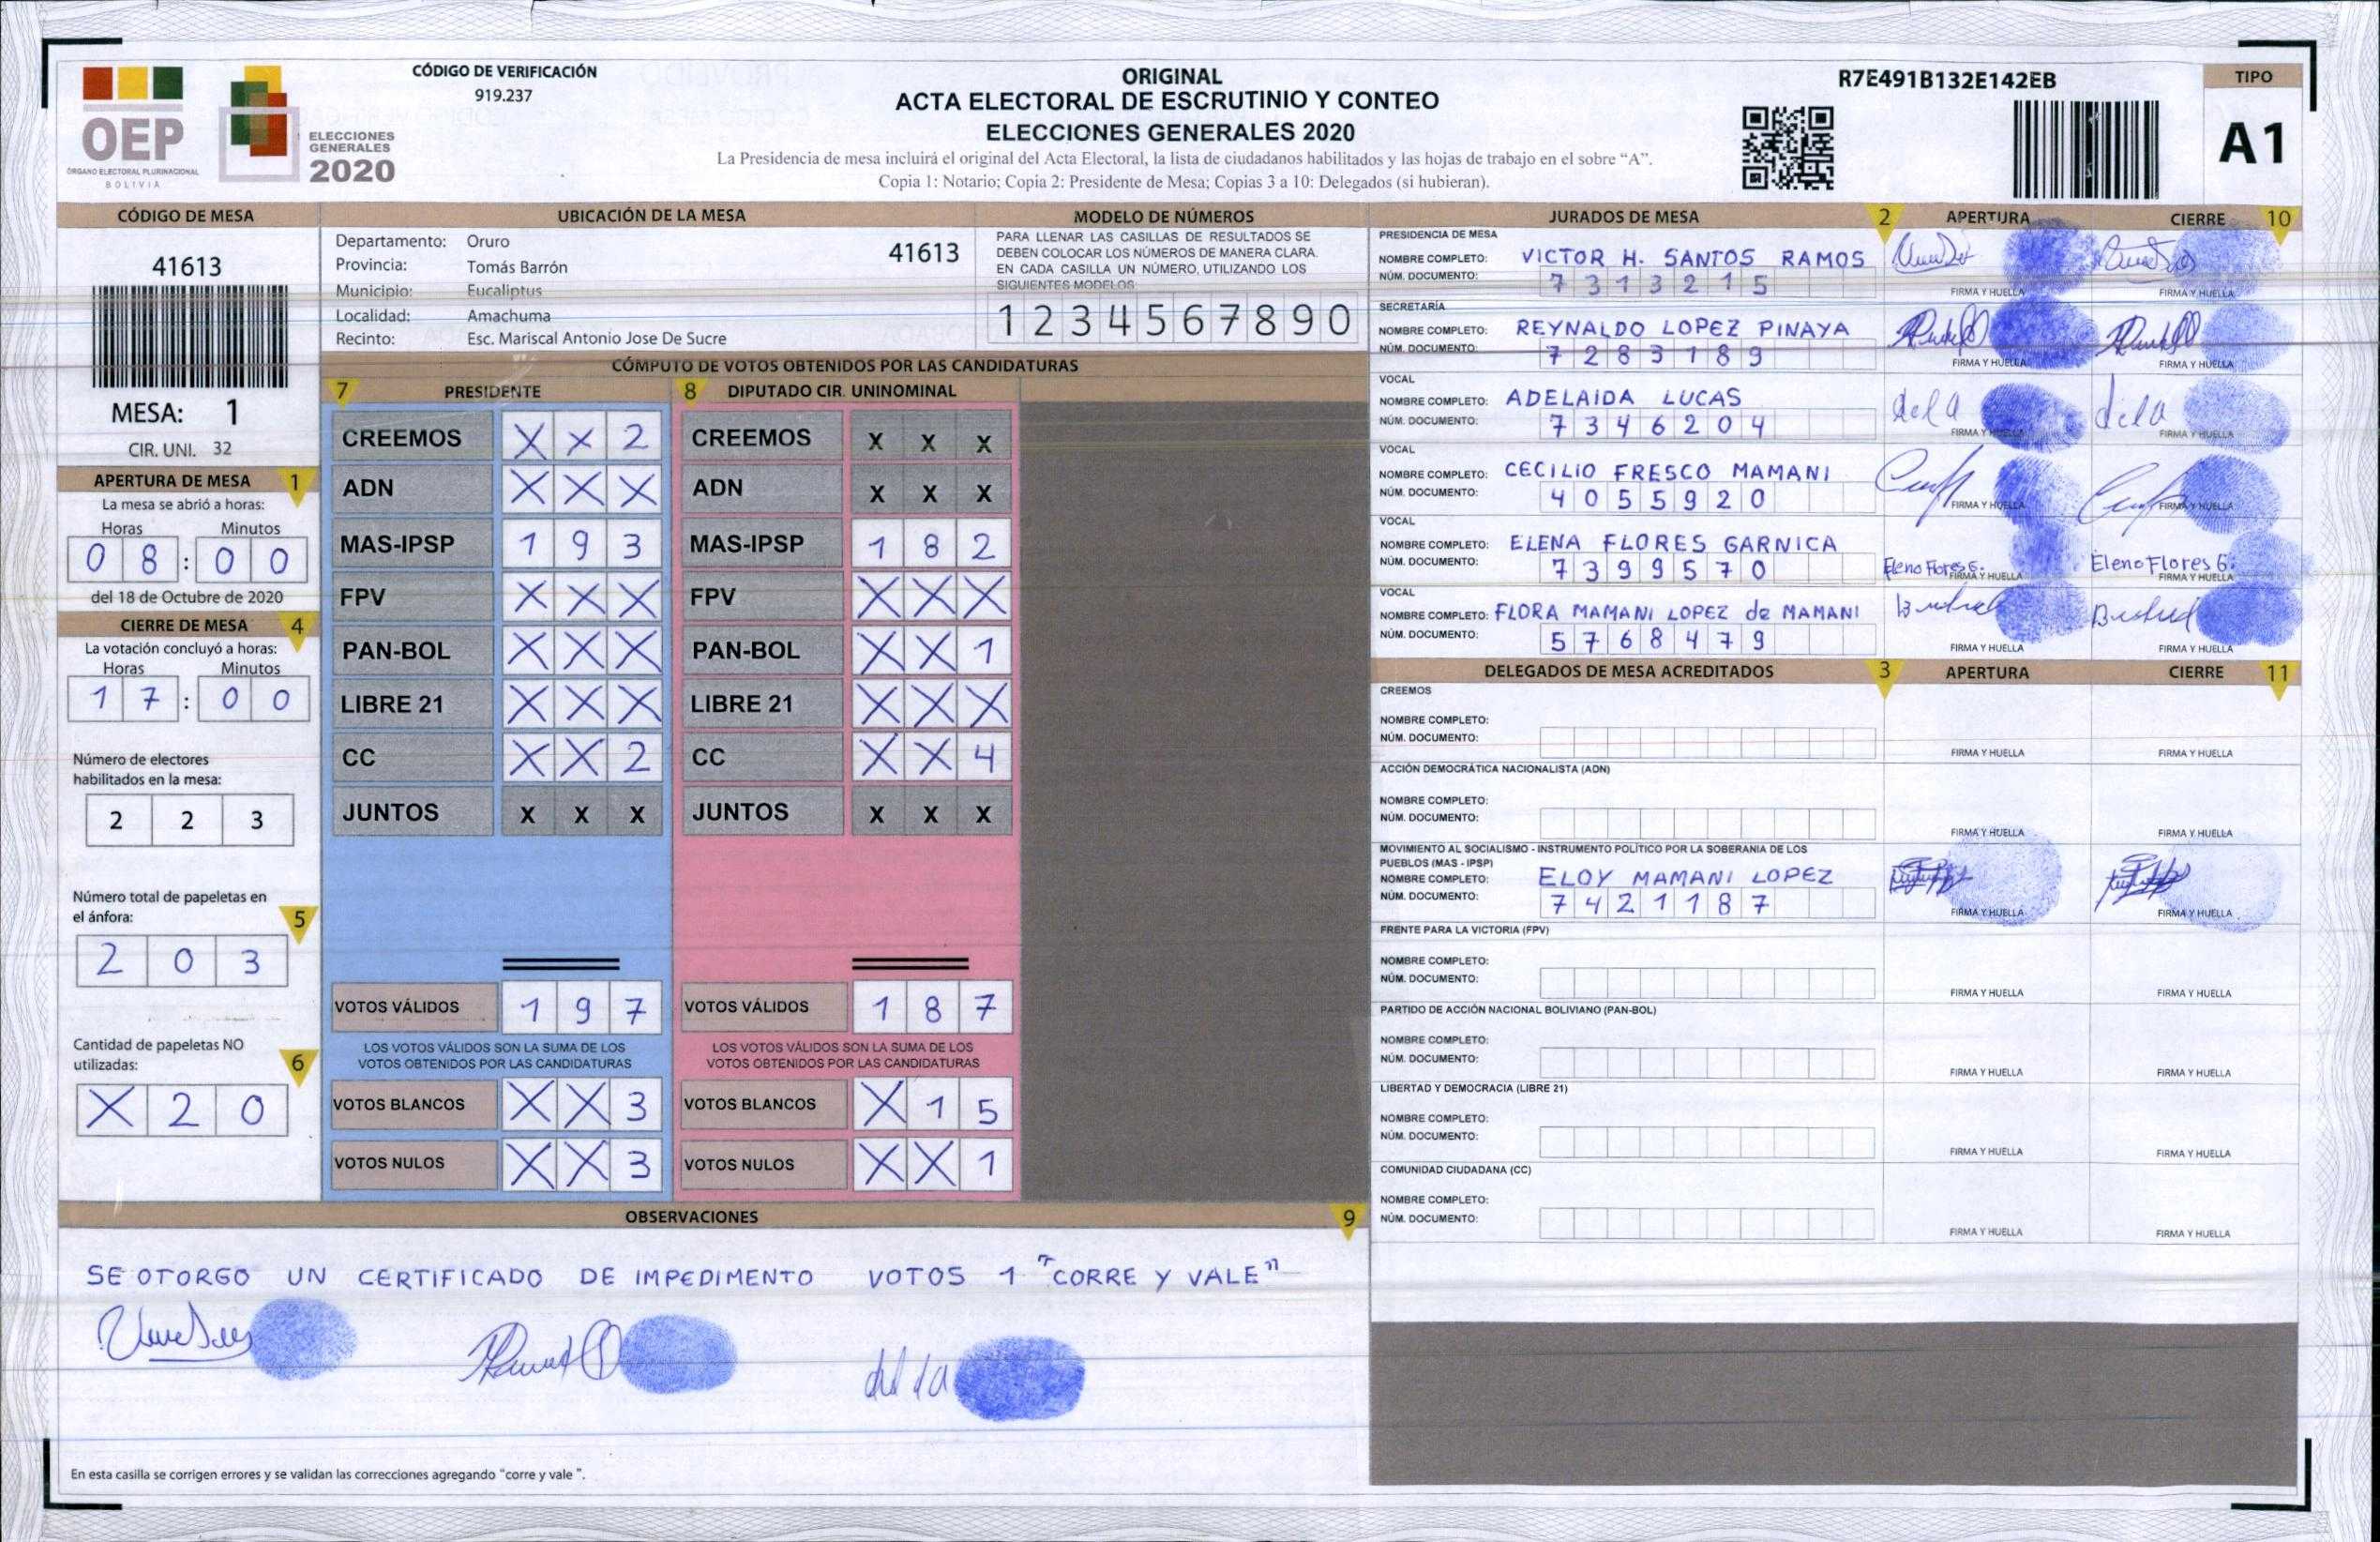 OEP
ÓRGANO ELECTORAL PLURINACIONAL
BOLIVIA
ELECCIONES
GENERALES
2020
CÓDIGO DE VERIFICACIÓN
919.237
ORIGINAL
ACTA ELECTORAL DE ESCRUTINIO Y CONTEO
ELECCIONES GENERALES 2020
La Presidencia de mesa incluirá el original del Acta Electoral, la lista de ciudadanos habilitados y las hojas de trabajo en el sobre "A".
Copia 1: Notario; Copia 2: Presidente de Mesa; Copias 3 a 10: Delegados (si hubieran).
R7E491B132E142EB
TIPO
A1
CÓDIGO DE MESA
41613
MESA: 1
CIR. UNI. 32
APERTURA DE MESA 1
La mesa se abrió a horas:
Horas Minutos
0 8 : 0 0
del 18 de Octubre de 2020
CIERRE DE MESA 4
La votación concluyó a horas:
Horas Minutos
1 7 : 0 0
Número de electores
habilitados en la mesa:
2 2 3
Número total de papeletas en
el ánfora: 5
2 0 3
Cantidad de papeletas NO
utilizadas: 6
X 2 0
UBICACIÓN DE LA MESA
Departamento: Oruro 41613
Provincia: Tomás Barrón
Municipio: Eucaliptus
Localidad: Amachuma
Recinto: Esc. Mariscal Antonio Jose De Sucre
MODELO DE NÚMEROS
PARA LLENAR LAS CASILLAS DE RESULTADOS SE
DEBEN COLOCAR LOS NÚMEROS DE MANERA CLARA.
EN CADA CASILLA UN NÚMERO, UTILIZANDO LOS
SIGUIENTES MODELOS:
1 2 3 4 5 6 7 8 9 0
CÓMPUTO DE VOTOS OBTENIDOS POR LAS CANDIDATURAS
7 PRESIDENTE 8 DIPUTADO CIR. UNINOMINAL
CREEMOS X X 2 CREEMOS X X X
ADN X X X ADN X X X
MAS-IPSP 1 9 3 MAS-IPSP 1 8 2
FPV X X X FPV X X X
PAN-BOL X X X PAN-BOL X X 1
LIBRE 21 X X X LIBRE 21 X X X
CC X X 2 CC X X 4
JUNTOS X X X JUNTOS X X X
VOTOS VÁLIDOS 1 9 7 VOTOS VÁLIDOS 1 8 7
LOS VOTOS VÁLIDOS SON LA SUMA DE LOS LOS VOTOS VÁLIDOS SON LA SUMA DE LOS
VOTOS OBTENIDOS POR LAS CANDIDATURAS VOTOS OBTENIDOS POR LAS CANDIDATURAS
VOTOS BLANCOS X X 3 VOTOS BLANCOS X 1 5
VOTOS NULOS X X 3 VOTOS NULOS X X 1
OBSERVACIONES 9
SE OTORGO UN CERTIFICADO DE IMPEDIMENTO VOTOS 1 "CORRE Y VALE"
En esta casilla se corrigen errores y se validan las correcciones agregando "corre y vale ".
JURADOS DE MESA 2 APERTURA CIERRE 10
PRESIDENCIA DE MESA
NOMBRE COMPLETO: VICTOR H. SANTOS RAMOS
NÚM. DOCUMENTO: 7 3 1 3 2 1 5
FIRMA Y HUELLA FIRMA Y HUELLA
SECRETARÍA
NOMBRE COMPLETO: REYNALDO LOPEZ PINAYA
NÚM. DOCUMENTO: 7 2 8 3 1 8 9
FIRMA Y HUELLA FIRMA Y HUELLA
VOCAL
NOMBRE COMPLETO: ADELAIDA LUCAS
NÚM. DOCUMENTO: 7 3 4 6 2 0 4
FIRMA Y HUELLA FIRMA Y HUELLA
VOCAL
NOMBRE COMPLETO: CECILIO FRESCO MAMANI
NÚM. DOCUMENTO: 4 0 5 5 9 2 0
FIRMA Y HUELLA FIRMA Y HUELLA
VOCAL
NOMBRE COMPLETO: ELENA FLORES GARNICA
NÚM. DOCUMENTO: 7 3 9 9 5 7 0
Eleno Flores G. Eleno Flores G.
FIRMA Y HUELLA FIRMA Y HUELLA
VOCAL
NOMBRE COMPLETO: FLORA MAMANI LOPEZ de MAMANI
NÚM. DOCUMENTO: 5 7 6 8 4 7 9
FIRMA Y HUELLA FIRMA Y HUELLA
DELEGADOS DE MESA ACREDITADOS 3 APERTURA CIERRE 11
CREEMOS
NOMBRE COMPLETO:
NÚM. DOCUMENTO:
FIRMA Y HUELLA FIRMA Y HUELLA
ACCIÓN DEMOCRÁTICA NACIONALISTA (ADN)
NOMBRE COMPLETO:
NÚM. DOCUMENTO:
FIRMA Y HUELLA FIRMA Y HUELLA
MOVIMIENTO AL SOCIALISMO - INSTRUMENTO POLÍTICO POR LA SOBERANIA DE LOS
PUEBLOS (MAS - IPSP)
NOMBRE COMPLETO: ELOY MAMANI LOPEZ
NÚM. DOCUMENTO: 7 4 2 1 1 8 7
FIRMA Y HUELLA FIRMA Y HUELLA
FRENTE PARA LA VICTORIA (FPV)
NOMBRE COMPLETO:
NÚM. DOCUMENTO:
FIRMA Y HUELLA FIRMA Y HUELLA
PARTIDO DE ACCIÓN NACIONAL BOLIVIANO (PAN-BOL)
NOMBRE COMPLETO:
NÚM. DOCUMENTO:
FIRMA Y HUELLA FIRMA Y HUELLA
LIBERTAD Y DEMOCRACIA (LIBRE 21)
NOMBRE COMPLETO:
NÚM. DOCUMENTO:
FIRMA Y HUELLA FIRMA Y HUELLA
COMUNIDAD CIUDADANA (CC)
NOMBRE COMPLETO:
NÚM. DOCUMENTO:
FIRMA Y HUELLA FIRMA Y HUELLA